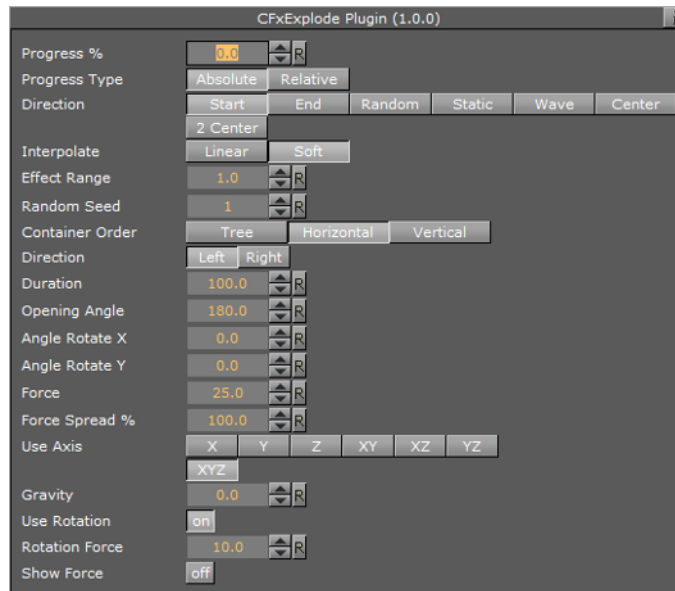 CFxExplode Plugin (1.0.0)
Progress % 0.0 R
Progress Type Absolute Relative
Direction Start End Random Static Wave Center
2 Center
Interpolate Linear Soft
Effect Range 1.0 R
Random Seed 1 R
Container Order Tree Horizontal Vertical
Direction Left Right
Duration 100.0 R
Opening Angle 180.0 R
Angle Rotate X 0.0 R
Angle Rotate Y 0.0 R
Force 25.0 R
Force Spread % 100.0 R
Use Axis X Y Z XY XZ YZ
XYZ
Gravity 0.0 R
Use Rotation on
Rotation Force 10.0 R
Show Force off